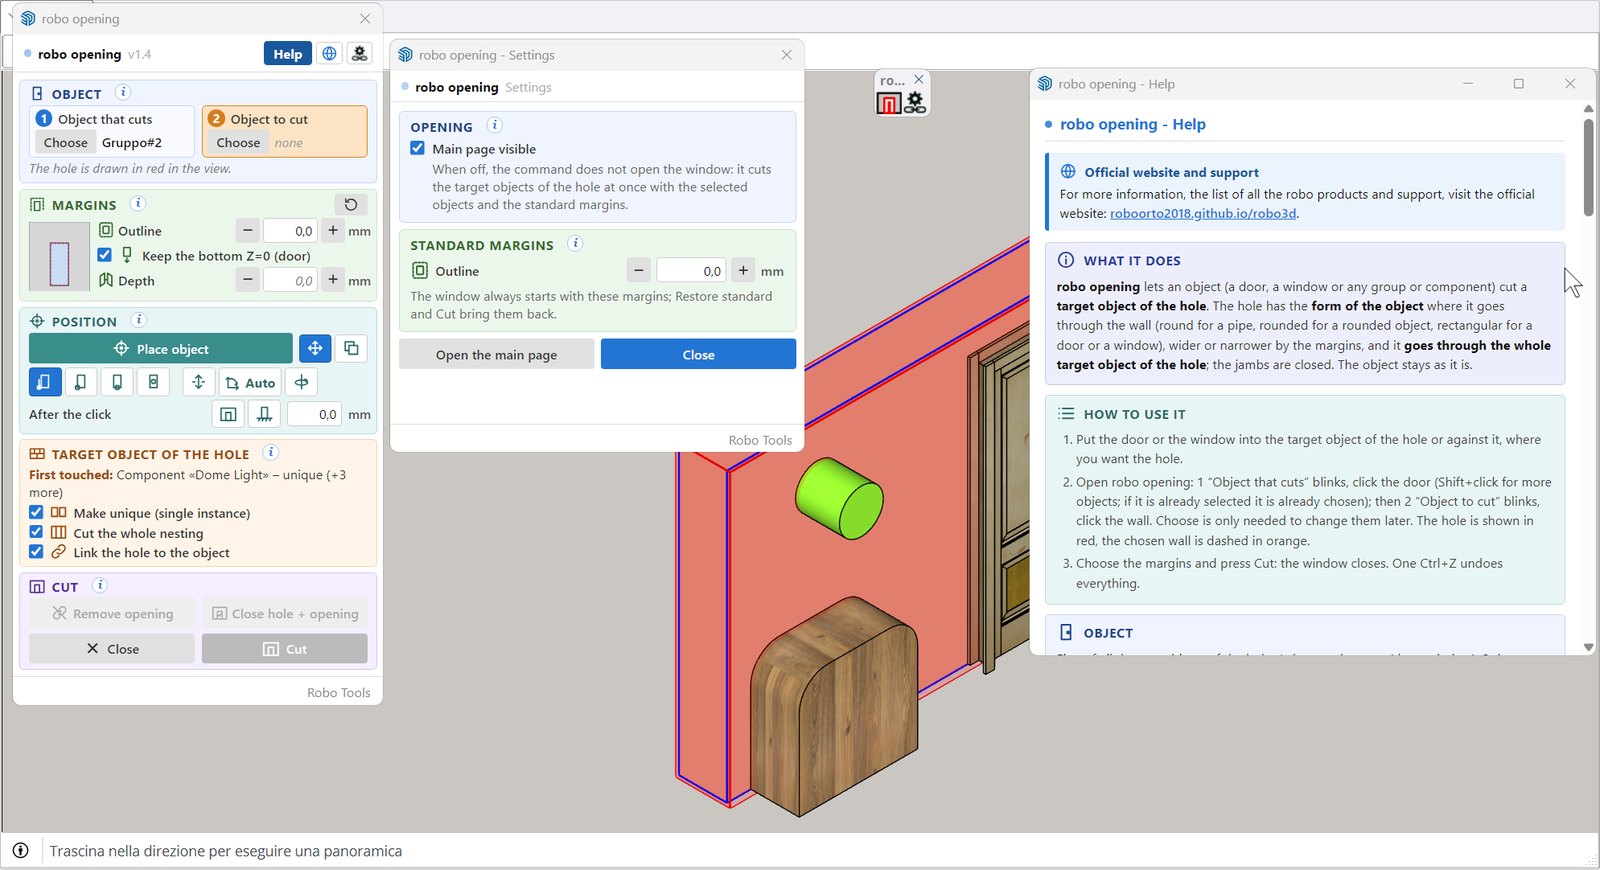 robo opening
robo opening v1.4
Help
OBJECT
1 Object that cuts
Choose Gruppo#2
2 Object to cut
Choose none
The hole is drawn in red in the view.
MARGINS
Outline
− 0,0 + mm
Keep the bottom Z=0 (door)
Depth
− 0,0 + mm
POSITION
Place object
Auto
After the click
0,0 mm
TARGET OBJECT OF THE HOLE
First touched: Component «Dome Light» – unique (+3
more)
Make unique (single instance)
Cut the whole nesting
Link the hole to the object
CUT
Remove opening
Close hole + opening
Close
Cut
Robo Tools
robo opening - Settings
robo opening Settings
OPENING
Main page visible
When off, the command does not open the window: it cuts
the target objects of the hole at once with the selected
objects and the standard margins.
STANDARD MARGINS
Outline
− 0,0 + mm
The window always starts with these margins; Restore standard
and Cut bring them back.
Open the main page
Close
Robo Tools
ro...
robo opening - Help
robo opening - Help
Official website and support
For more information, the list of all the robo products and support, visit the official
website: roboorto2018.github.io/robo3d.
WHAT IT DOES
robo opening lets an object (a door, a window or any group or component) cut a
target object of the hole. The hole has the form of the object where it goes
through the wall (round for a pipe, rounded for a rounded object, rectangular for a
door or a window), wider or narrower by the margins, and it goes through the whole
target object of the hole; the jambs are closed. The object stays as it is.
HOW TO USE IT
1. Put the door or the window into the target object of the hole or against it, where
you want the hole.
2. Open robo opening: 1 “Object that cuts” blinks, click the door (Shift+click for more
objects; if it is already selected it is already chosen); then 2 “Object to cut” blinks,
click the wall. Choose is only needed to change them later. The hole is shown in
red, the chosen wall is dashed in orange.
3. Choose the margins and press Cut: the window closes. One Ctrl+Z undoes
everything.
OBJECT
Trascina nella direzione per eseguire una panoramica